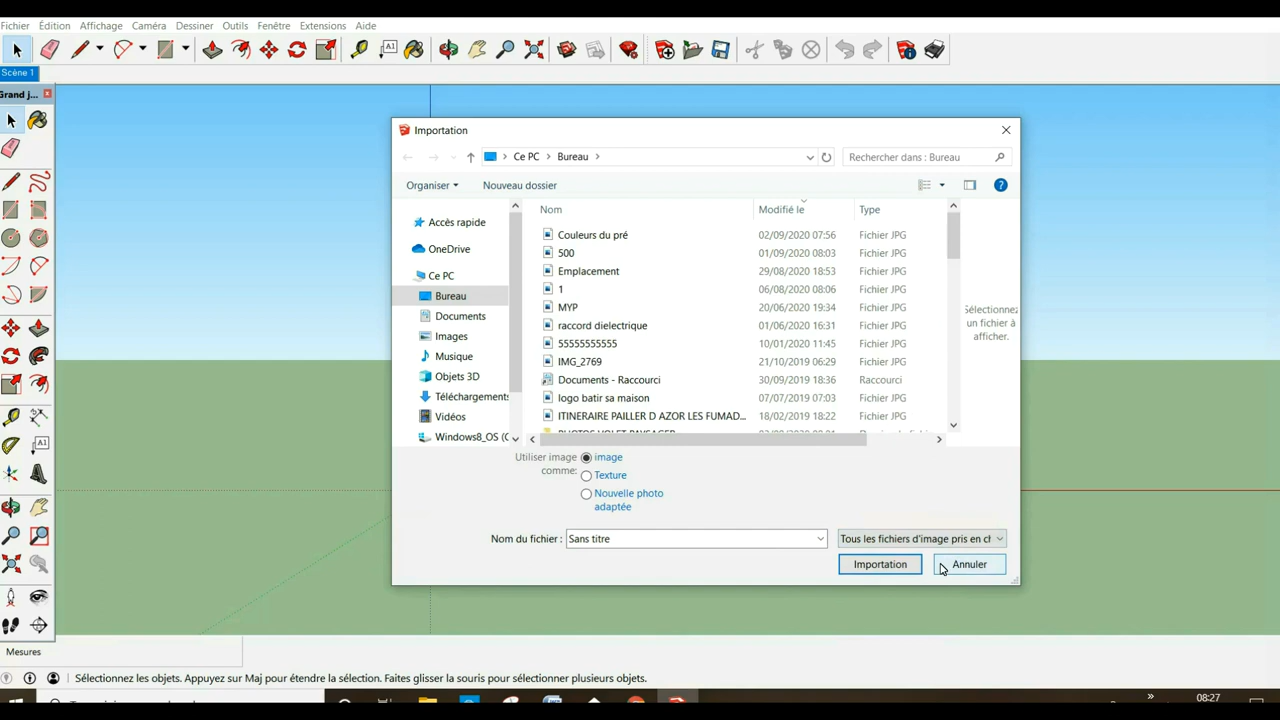 Fichier Édition Affichage Caméra Dessiner Outils Fenêtre Extensions Aide
Scène 1
Grand j...
Importation
Ce PC Bureau
Rechercher dans : Bureau
Organiser Nouveau dossier
Nom Modifié le Type
Accès rapide
OneDrive
Ce PC
Bureau
Documents
Images
Musique
Objets 3D
Téléchargements
Vidéos
Windows8_OS (C
Couleurs du pré 02/09/2020 07:56 Fichier JPG
500 01/09/2020 08:03 Fichier JPG
Emplacement 29/08/2020 18:53 Fichier JPG
1 06/08/2020 08:06 Fichier JPG
MYP 20/06/2020 19:34 Fichier JPG
raccord dielectrique 01/06/2020 16:31 Fichier JPG
55555555555 10/01/2020 11:45 Fichier JPG
IMG_2769 21/10/2019 06:29 Fichier JPG
Documents - Raccourci 30/09/2019 18:36 Raccourci
logo batir sa maison 07/07/2019 07:03 Fichier JPG
ITINERAIRE PAILLER D AZOR LES FUMAD... 18/02/2019 18:22 Fichier JPG
Sélectionnez
un fichier à
afficher.
Utiliser image
comme:
image
Texture
Nouvelle photo
adaptée
Nom du fichier : Sans titre
Tous les fichiers d'image pris en cl
Importation Annuler
Mesures
Sélectionnez les objets. Appuyez sur Maj pour étendre la sélection. Faites glisser la souris pour sélectionner plusieurs objets.
08:27